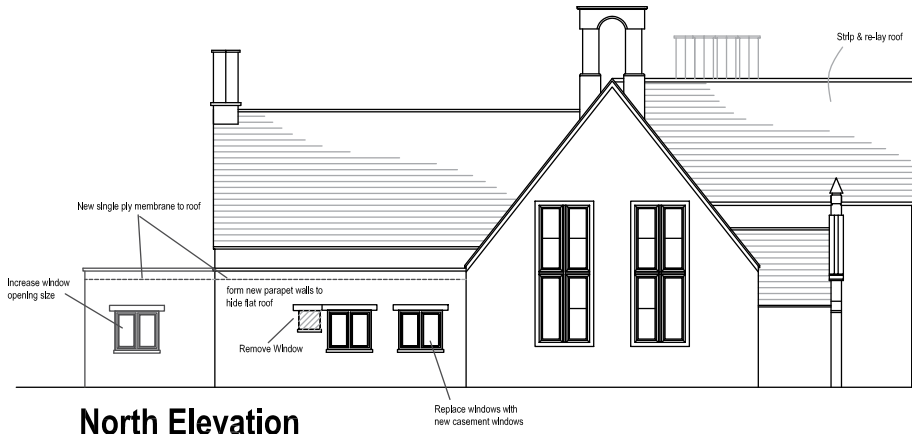 Strip & re-lay roof
New single ply membrane to roof
Increase window
opening size
form new parapet walls to
hide flat roof
Remove Window
Replace windows with
new casement windows
North Elevation